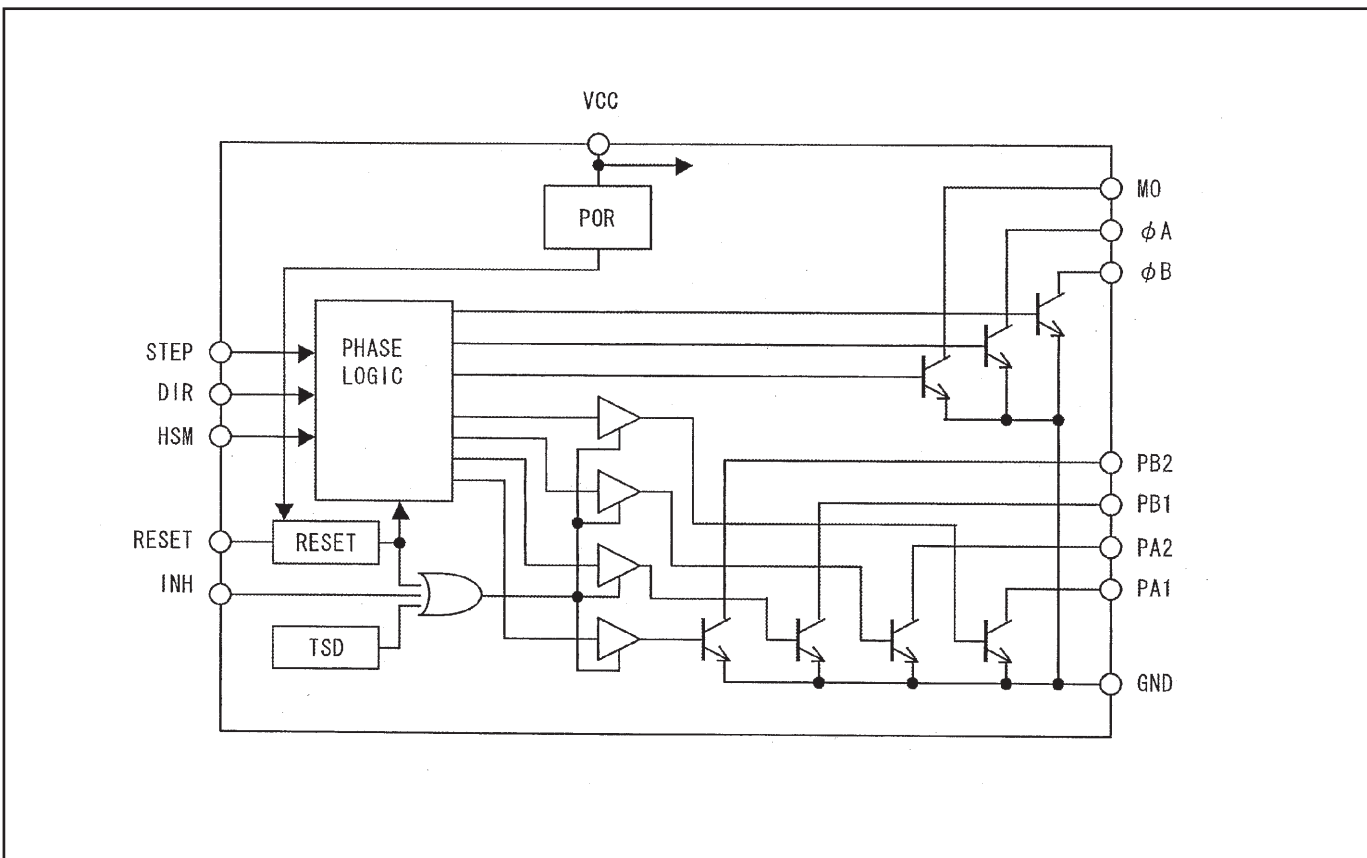 VCC
MO
POR
φA
φB
STEP
PHASE
LOGIC
DIR
HSM
PB2
PB1
RESET
RESET
PA2
INH
PA1
TSD
GND